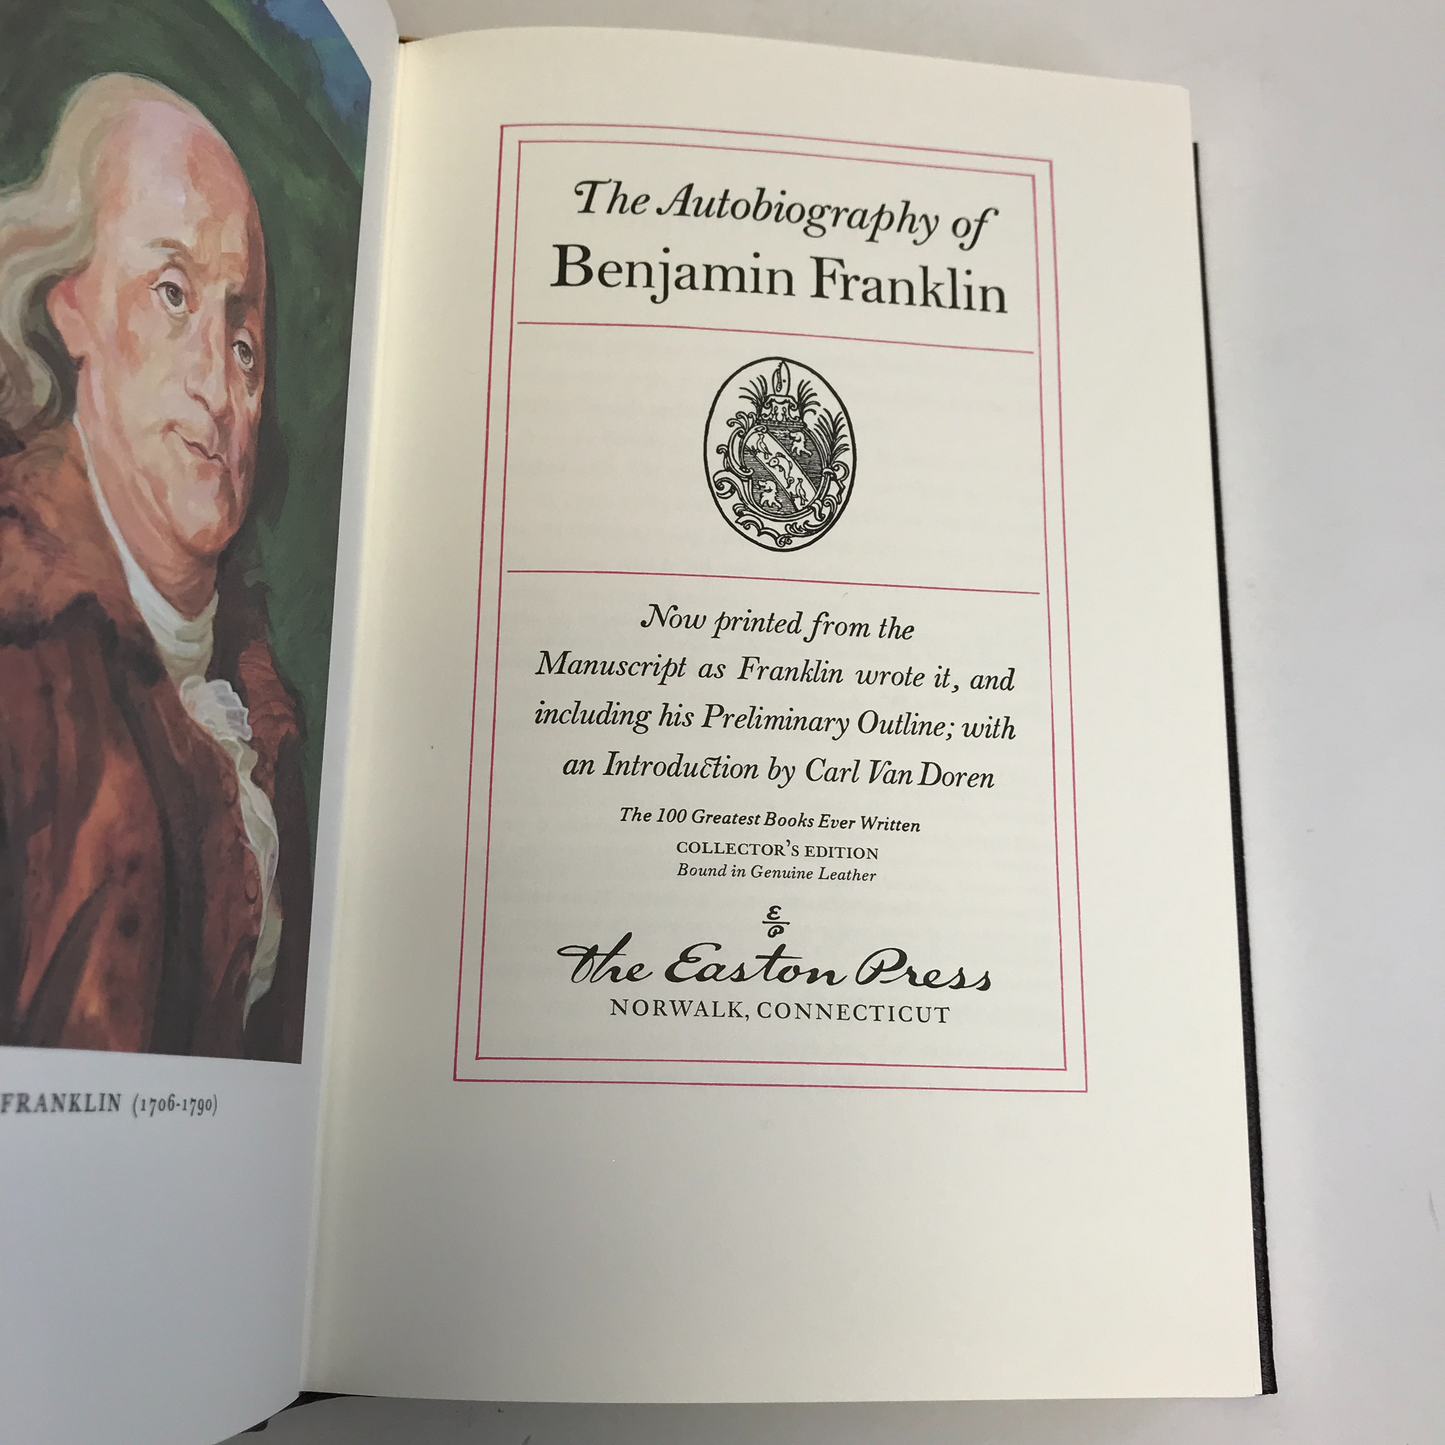 FRANKLIN (1706-1790)
The Autobiography of
Benjamin Franklin
Now printed from the
Manuscript as Franklin wrote it, and
including his Preliminary Outline; with
an Introduction by Carl Van Doren
The 100 Greatest Books Ever Written
COLLECTOR'S EDITION
Bound in Genuine Leather
E
P
The Easton Press
NORWALK, CONNECTICUT